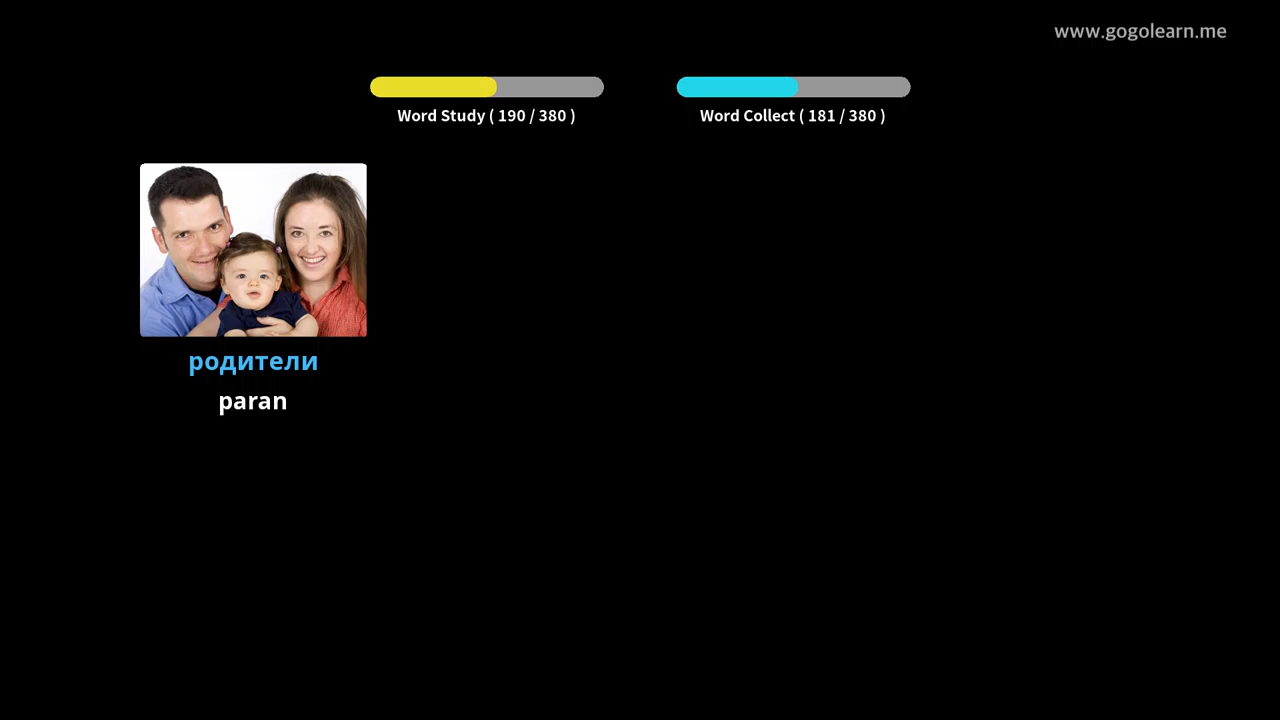 www.gogolearn.me
Word Study ( 190 / 380 )
Word Collect ( 181 / 380 )
родители
paran